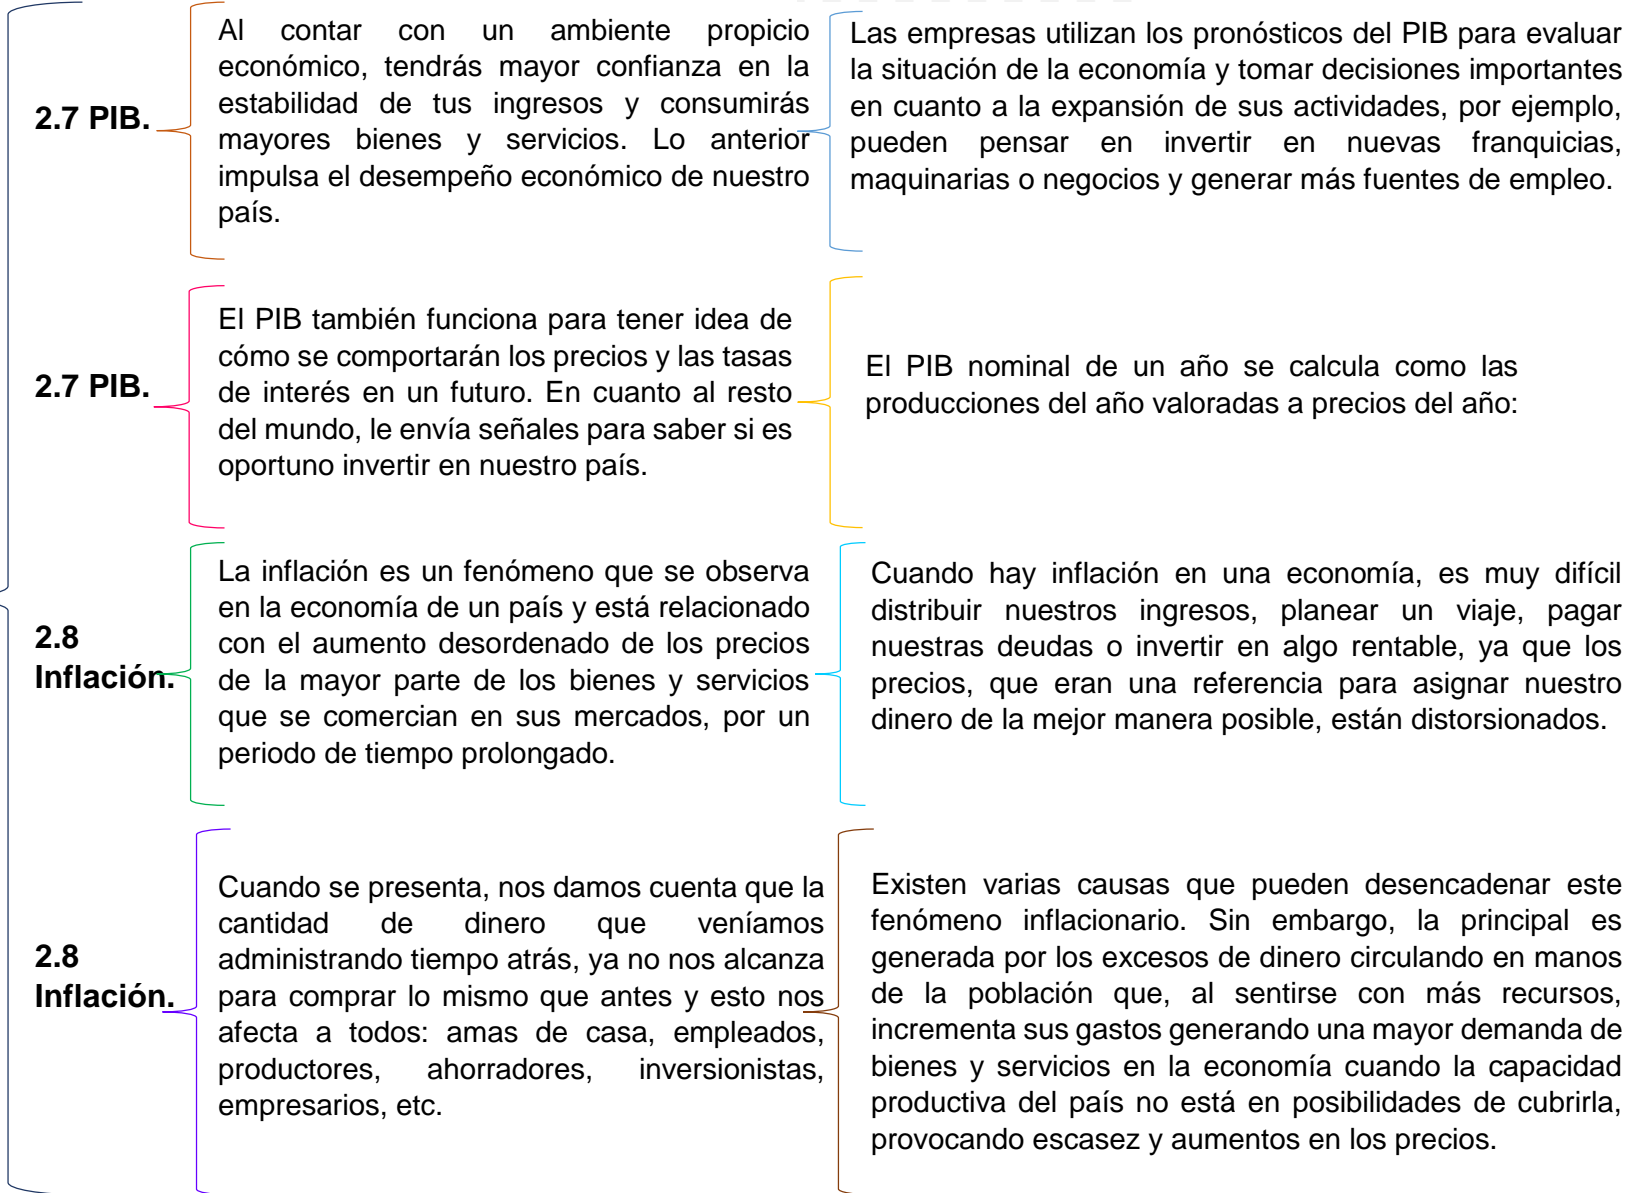 2.7 PIB.
Al contar con un ambiente propicio
económico, tendrás mayor confianza en la
estabilidad de tus ingresos y consumirás
mayores bienes y servicios. Lo anterior
impulsa el desempeño económico de nuestro
país.
Las empresas utilizan los pronósticos del PIB para evaluar
la situación de la economía y tomar decisiones importantes
en cuanto a la expansión de sus actividades, por ejemplo,
pueden pensar en invertir en nuevas franquicias,
maquinarias o negocios y generar más fuentes de empleo.
2.7 PIB.
El PIB también funciona para tener idea de
cómo se comportarán los precios y las tasas
de interés en un futuro. En cuanto al resto
del mundo, le envía señales para saber si es
oportuno invertir en nuestro país.
El PIB nominal de un año se calcula como las
producciones del año valoradas a precios del año:
2.8
Inflación.
La inflación es un fenómeno que se observa
en la economía de un país y está relacionado
con el aumento desordenado de los precios
de la mayor parte de los bienes y servicios
que se comercian en sus mercados, por un
periodo de tiempo prolongado.
Cuando hay inflación en una economía, es muy difícil
distribuir nuestros ingresos, planear un viaje, pagar
nuestras deudas o invertir en algo rentable, ya que los
precios, que eran una referencia para asignar nuestro
dinero de la mejor manera posible, están distorsionados.
2.8
Inflación.
Cuando se presenta, nos damos cuenta que la
cantidad de dinero que veníamos
administrando tiempo atrás, ya no nos alcanza
para comprar lo mismo que antes y esto nos
afecta a todos: amas de casa, empleados,
productores, ahorradores, inversionistas,
empresarios, etc.
Existen varias causas que pueden desencadenar este
fenómeno inflacionario. Sin embargo, la principal es
generada por los excesos de dinero circulando en manos
de la población que, al sentirse con más recursos,
incrementa sus gastos generando una mayor demanda de
bienes y servicios en la economía cuando la capacidad
productiva del país no está en posibilidades de cubrirla,
provocando escasez y aumentos en los precios.